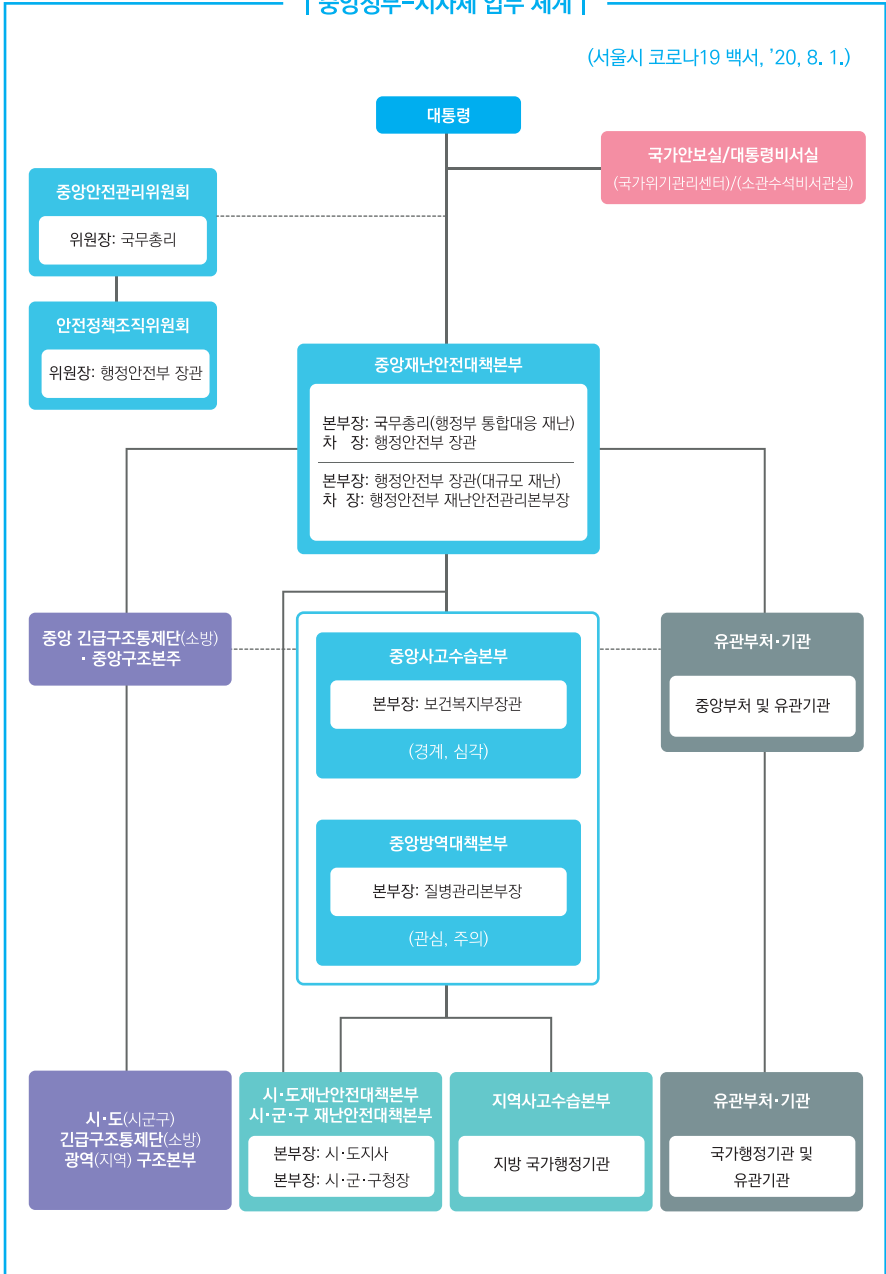 | 중앙정부-지자체 업무 체계 |
(서울시 코로나19 백서, ’20, 8. 1.)
대통령
국가안보실/대통령비서실
(국가위기관리센터)/(소관수석비서관실)
중앙안전관리위원회
위원장: 국무총리
안전정책조직위원회
위원장: 행정안전부 장관
중앙재난안전대책본부
본부장: 국무총리(행정부 통합대응 재난)
차 장: 행정안전부 장관
본부장: 행정안전부 장관(대규모 재난)
차 장: 행정안전부 재난안전관리본부장
중앙 긴급구조통제단(소방)
· 중앙구조본주
중앙사고수습본부
본부장: 보건복지부장관
(경계, 심각)
유관부처·기관
중앙부처 및 유관기관
중앙방역대책본부
본부장: 질병관리본부장
(관심, 주의)
시·도(시군구)
긴급구조통제단(소방)
광역(지역) 구조본부
시·도재난안전대책본부
시·군·구 재난안전대책본부
본부장: 시·도지사
본부장: 시·군·구청장
지역사고수습본부
지방 국가행정기관
유관부처·기관
국가행정기관 및
유관기관